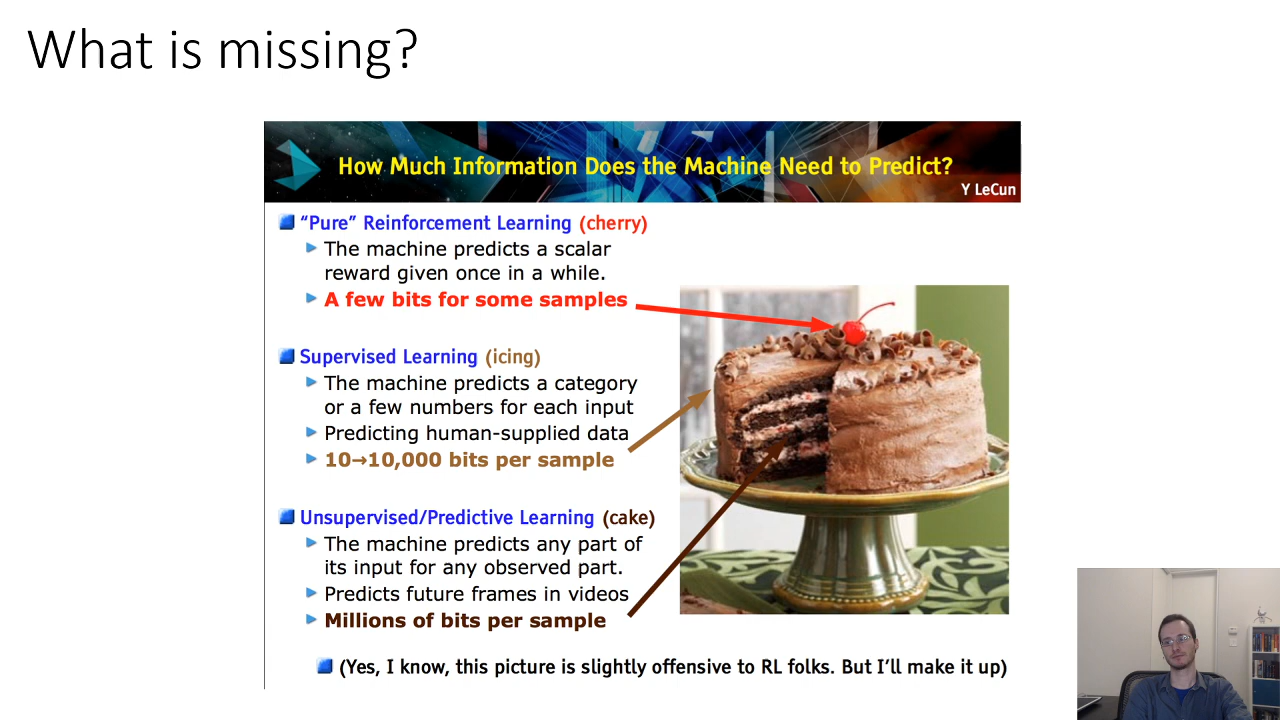 What is missing?
How Much Information Does the Machine Need to Predict?
Y LeCun
“Pure” Reinforcement Learning (cherry)
The machine predicts a scalar
reward given once in a while.
A few bits for some samples
Supervised Learning (icing)
The machine predicts a category
or a few numbers for each input
Predicting human-supplied data
10→10,000 bits per sample
Unsupervised/Predictive Learning (cake)
The machine predicts any part of
its input for any observed part.
Predicts future frames in videos
Millions of bits per sample
(Yes, I know, this picture is slightly offensive to RL folks. But I’ll make it up)